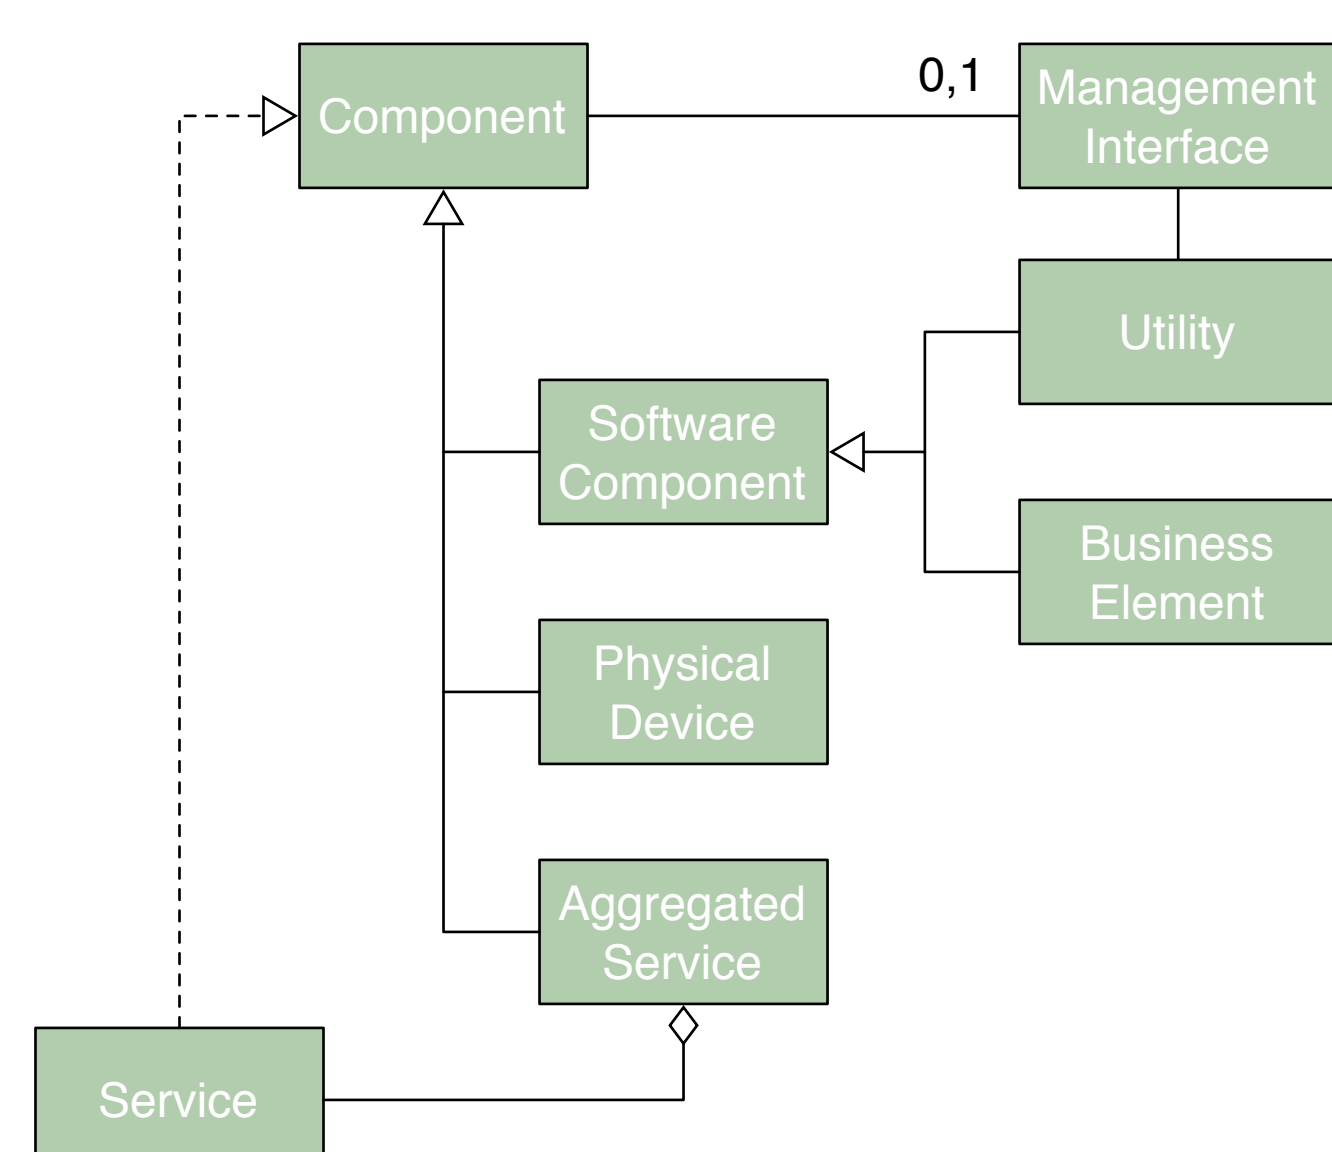 Component
0,1
Management
Interface
Utility
Software
Component
Business
Element
Physical
Device
Aggregated
Service
Service